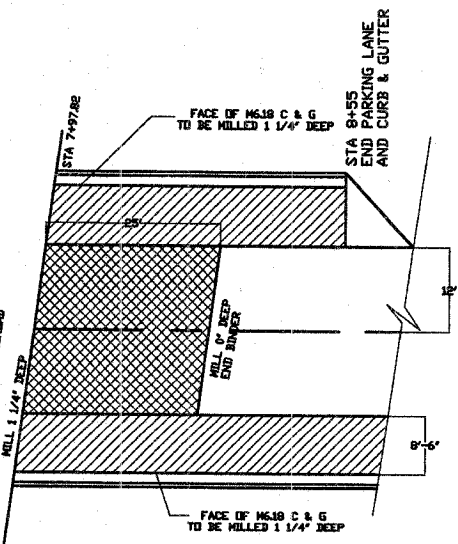 STA 7+97.82
FACE OF M6.18 C & G
TO BE MILLED 1 1/4" DEEP
STA 8+55
END PARKING LANE
AND CURB & GUTTER
25'
MILL 1 1/4" DEEP
MILL 0" DEEP
END BINDER
12'
8'-6"
FACE OF M6.18 C & G
TO BE MILLED 1 1/4" DEEP